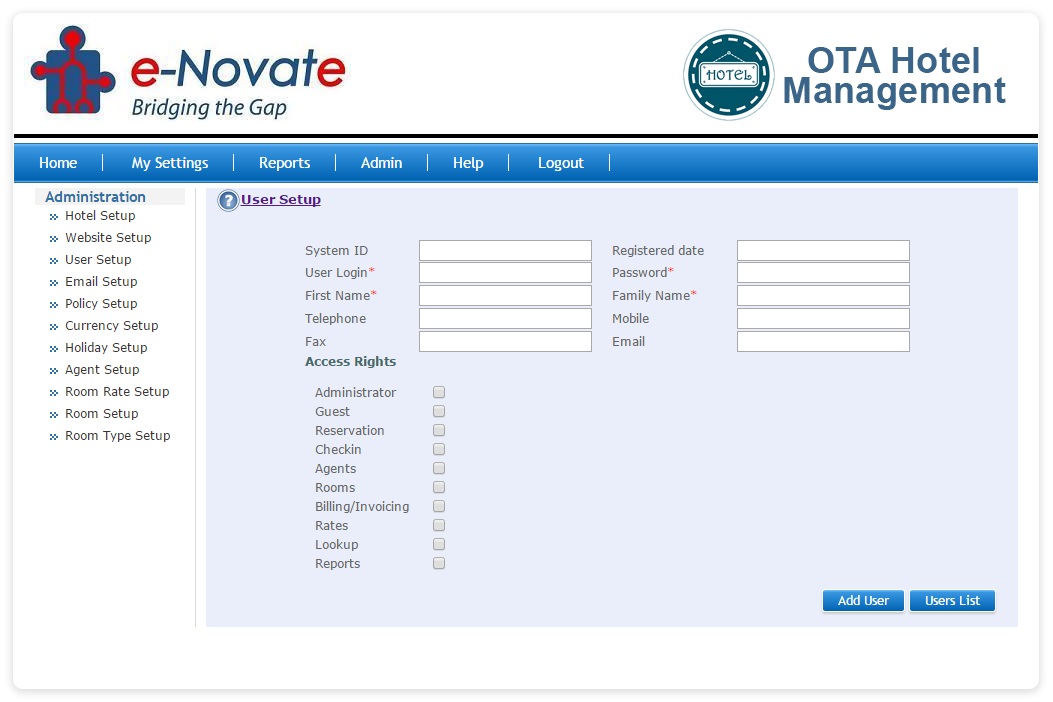 e-Novate
Bridging the Gap
HOTEL
OTA Hotel
Management
Home My Settings Reports Admin Help Logout
Administration
Hotel Setup
Website Setup
User Setup
Email Setup
Policy Setup
Currency Setup
Holiday Setup
Agent Setup
Room Rate Setup
Room Setup
Room Type Setup
? User Setup
System ID Registered date
User Login* Password*
First Name* Family Name*
Telephone Mobile
Fax Email
Access Rights
Administrator
Guest
Reservation
Checkin
Agents
Rooms
Billing/Invoicing
Rates
Lookup
Reports
Add User Users List